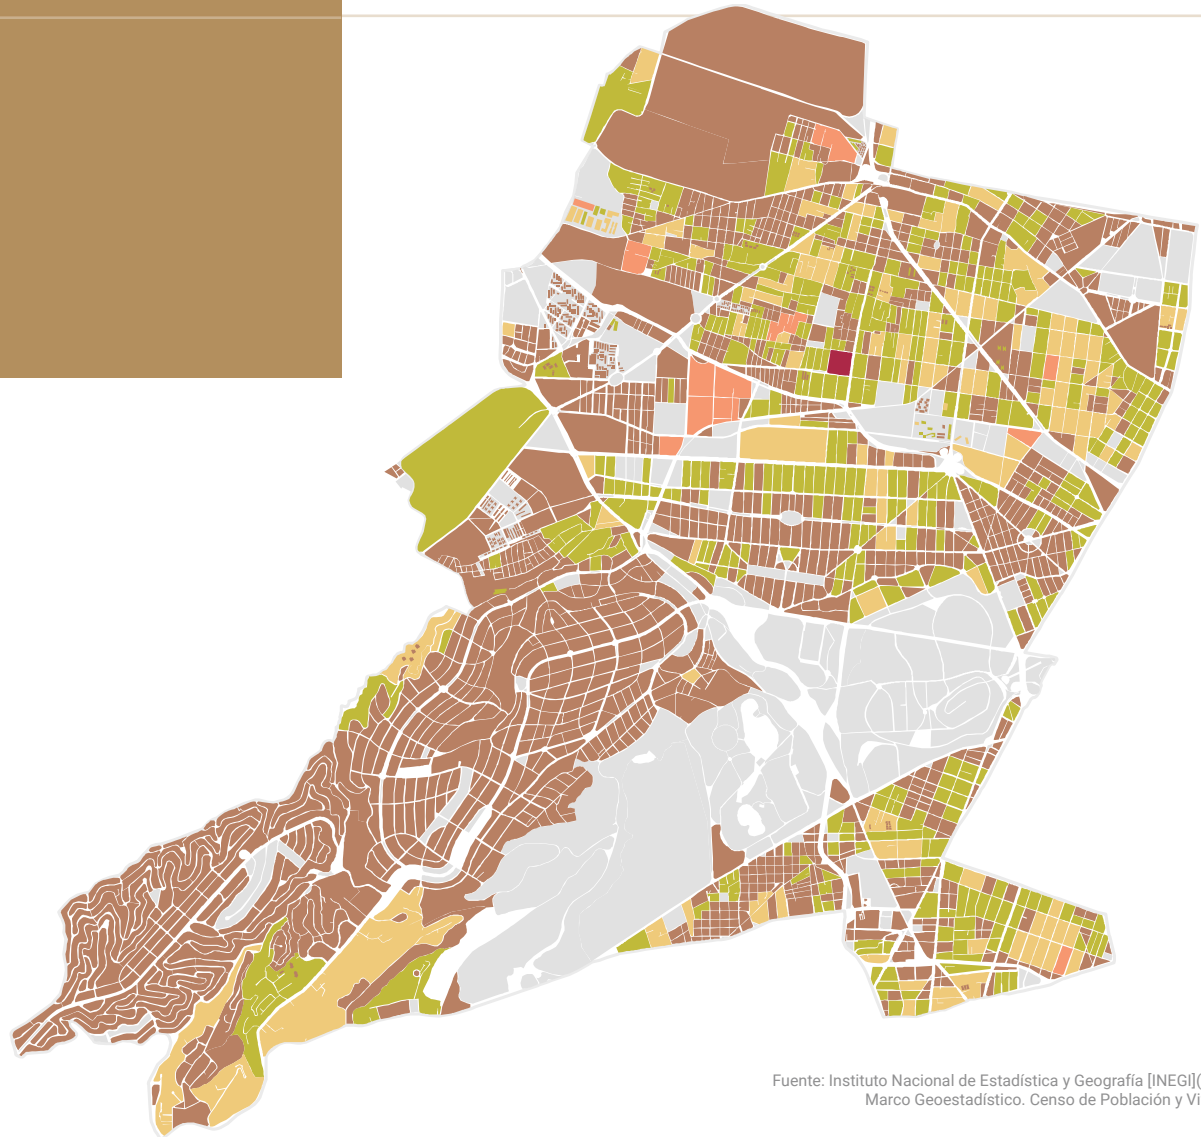 Fuente: Instituto Nacional de Estadística y Geografía [INEGI](
Marco Geoestadístico. Censo de Población y Vi